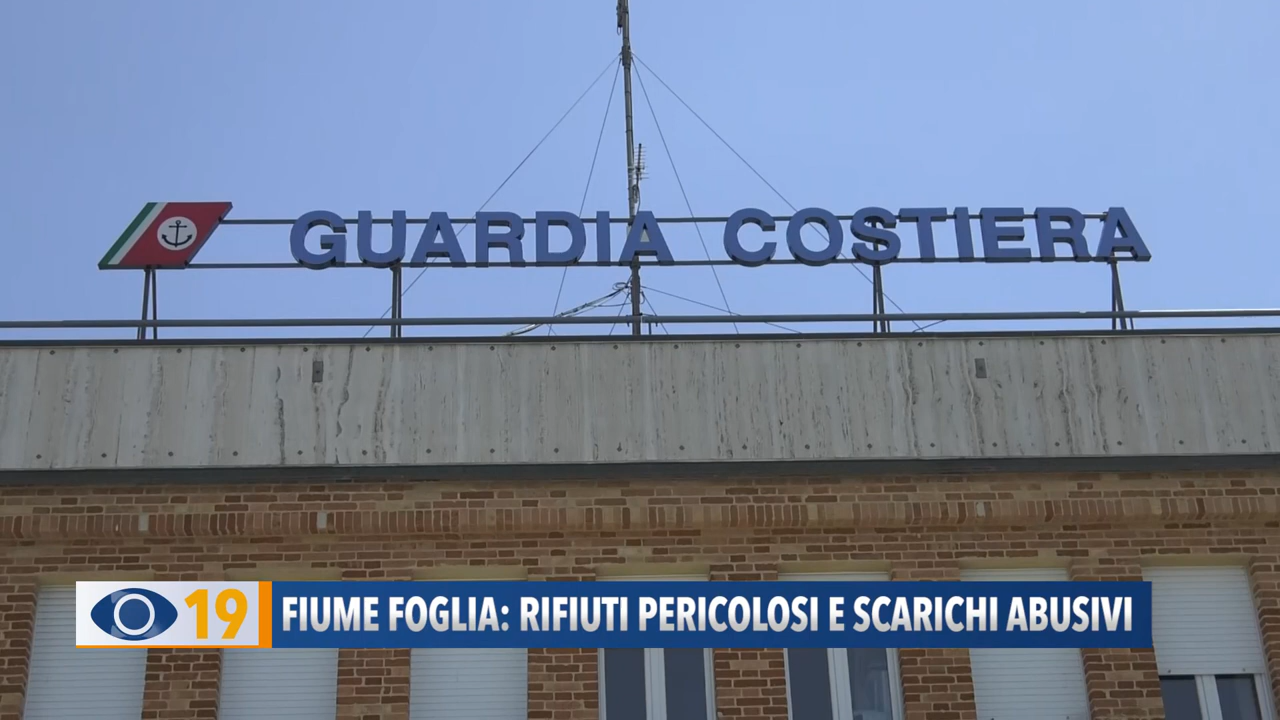 GUARDIA COSTIERA
19 FIUME FOGLIA: RIFIUTI PERICOLOSI E SCARICHI ABUSIVI